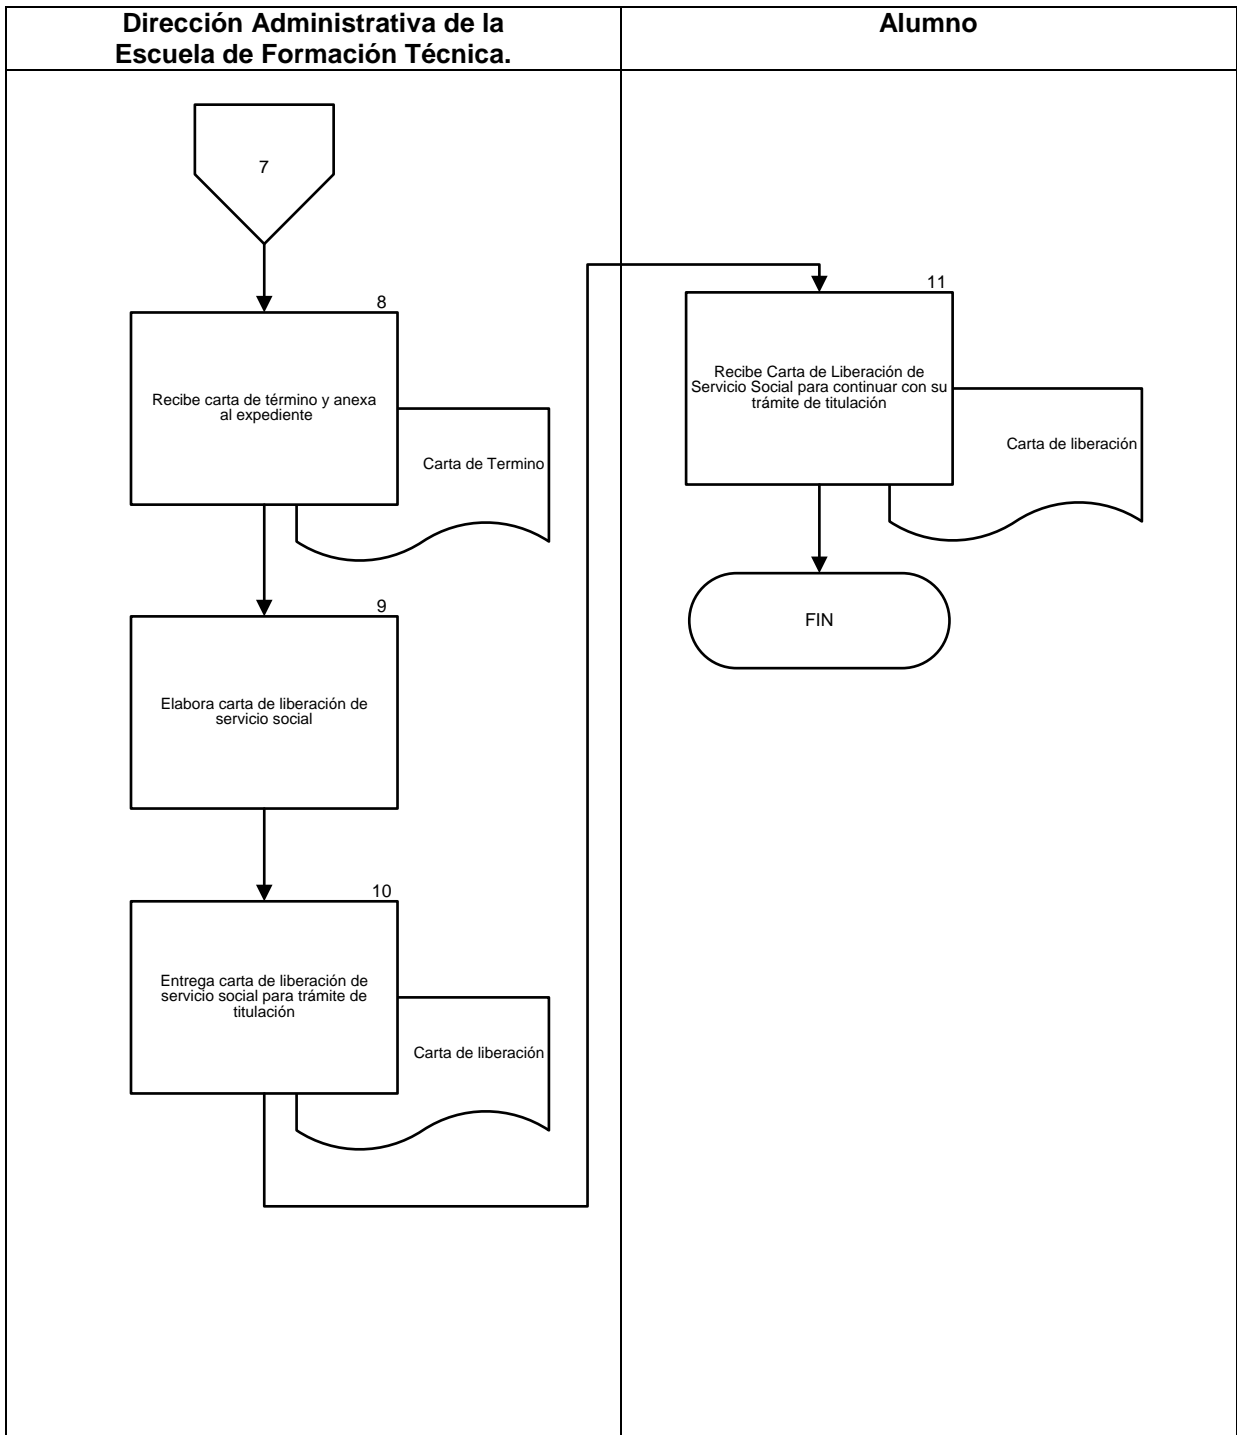 Dirección Administrativa de la
Escuela de Formación Técnica.
Alumno
7
8
Recibe carta de término y anexa
al expediente
Carta de Termino
9
Elabora carta de liberación de
servicio social
10
Entrega carta de liberación de
servicio social para trámite de
titulación
Carta de liberación
11
Recibe Carta de Liberación de
Servicio Social para continuar con su
trámite de titulación
Carta de liberación
FIN